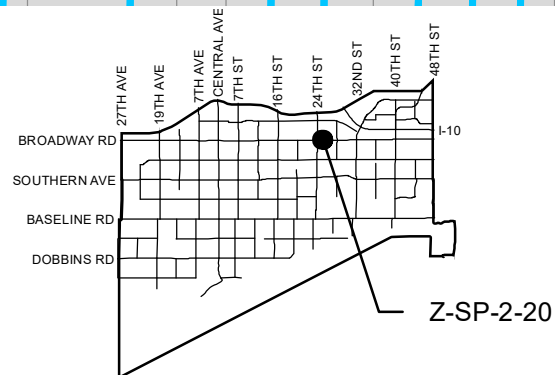 27TH AVE
19TH AVE
7TH AVE
CENTRAL AVE
7TH ST
16TH ST
24TH ST
32ND ST
40TH ST
48TH ST
I-10
BROADWAY RD
SOUTHERN AVE
BASELINE RD
DOBBINS RD
Z-SP-2-20